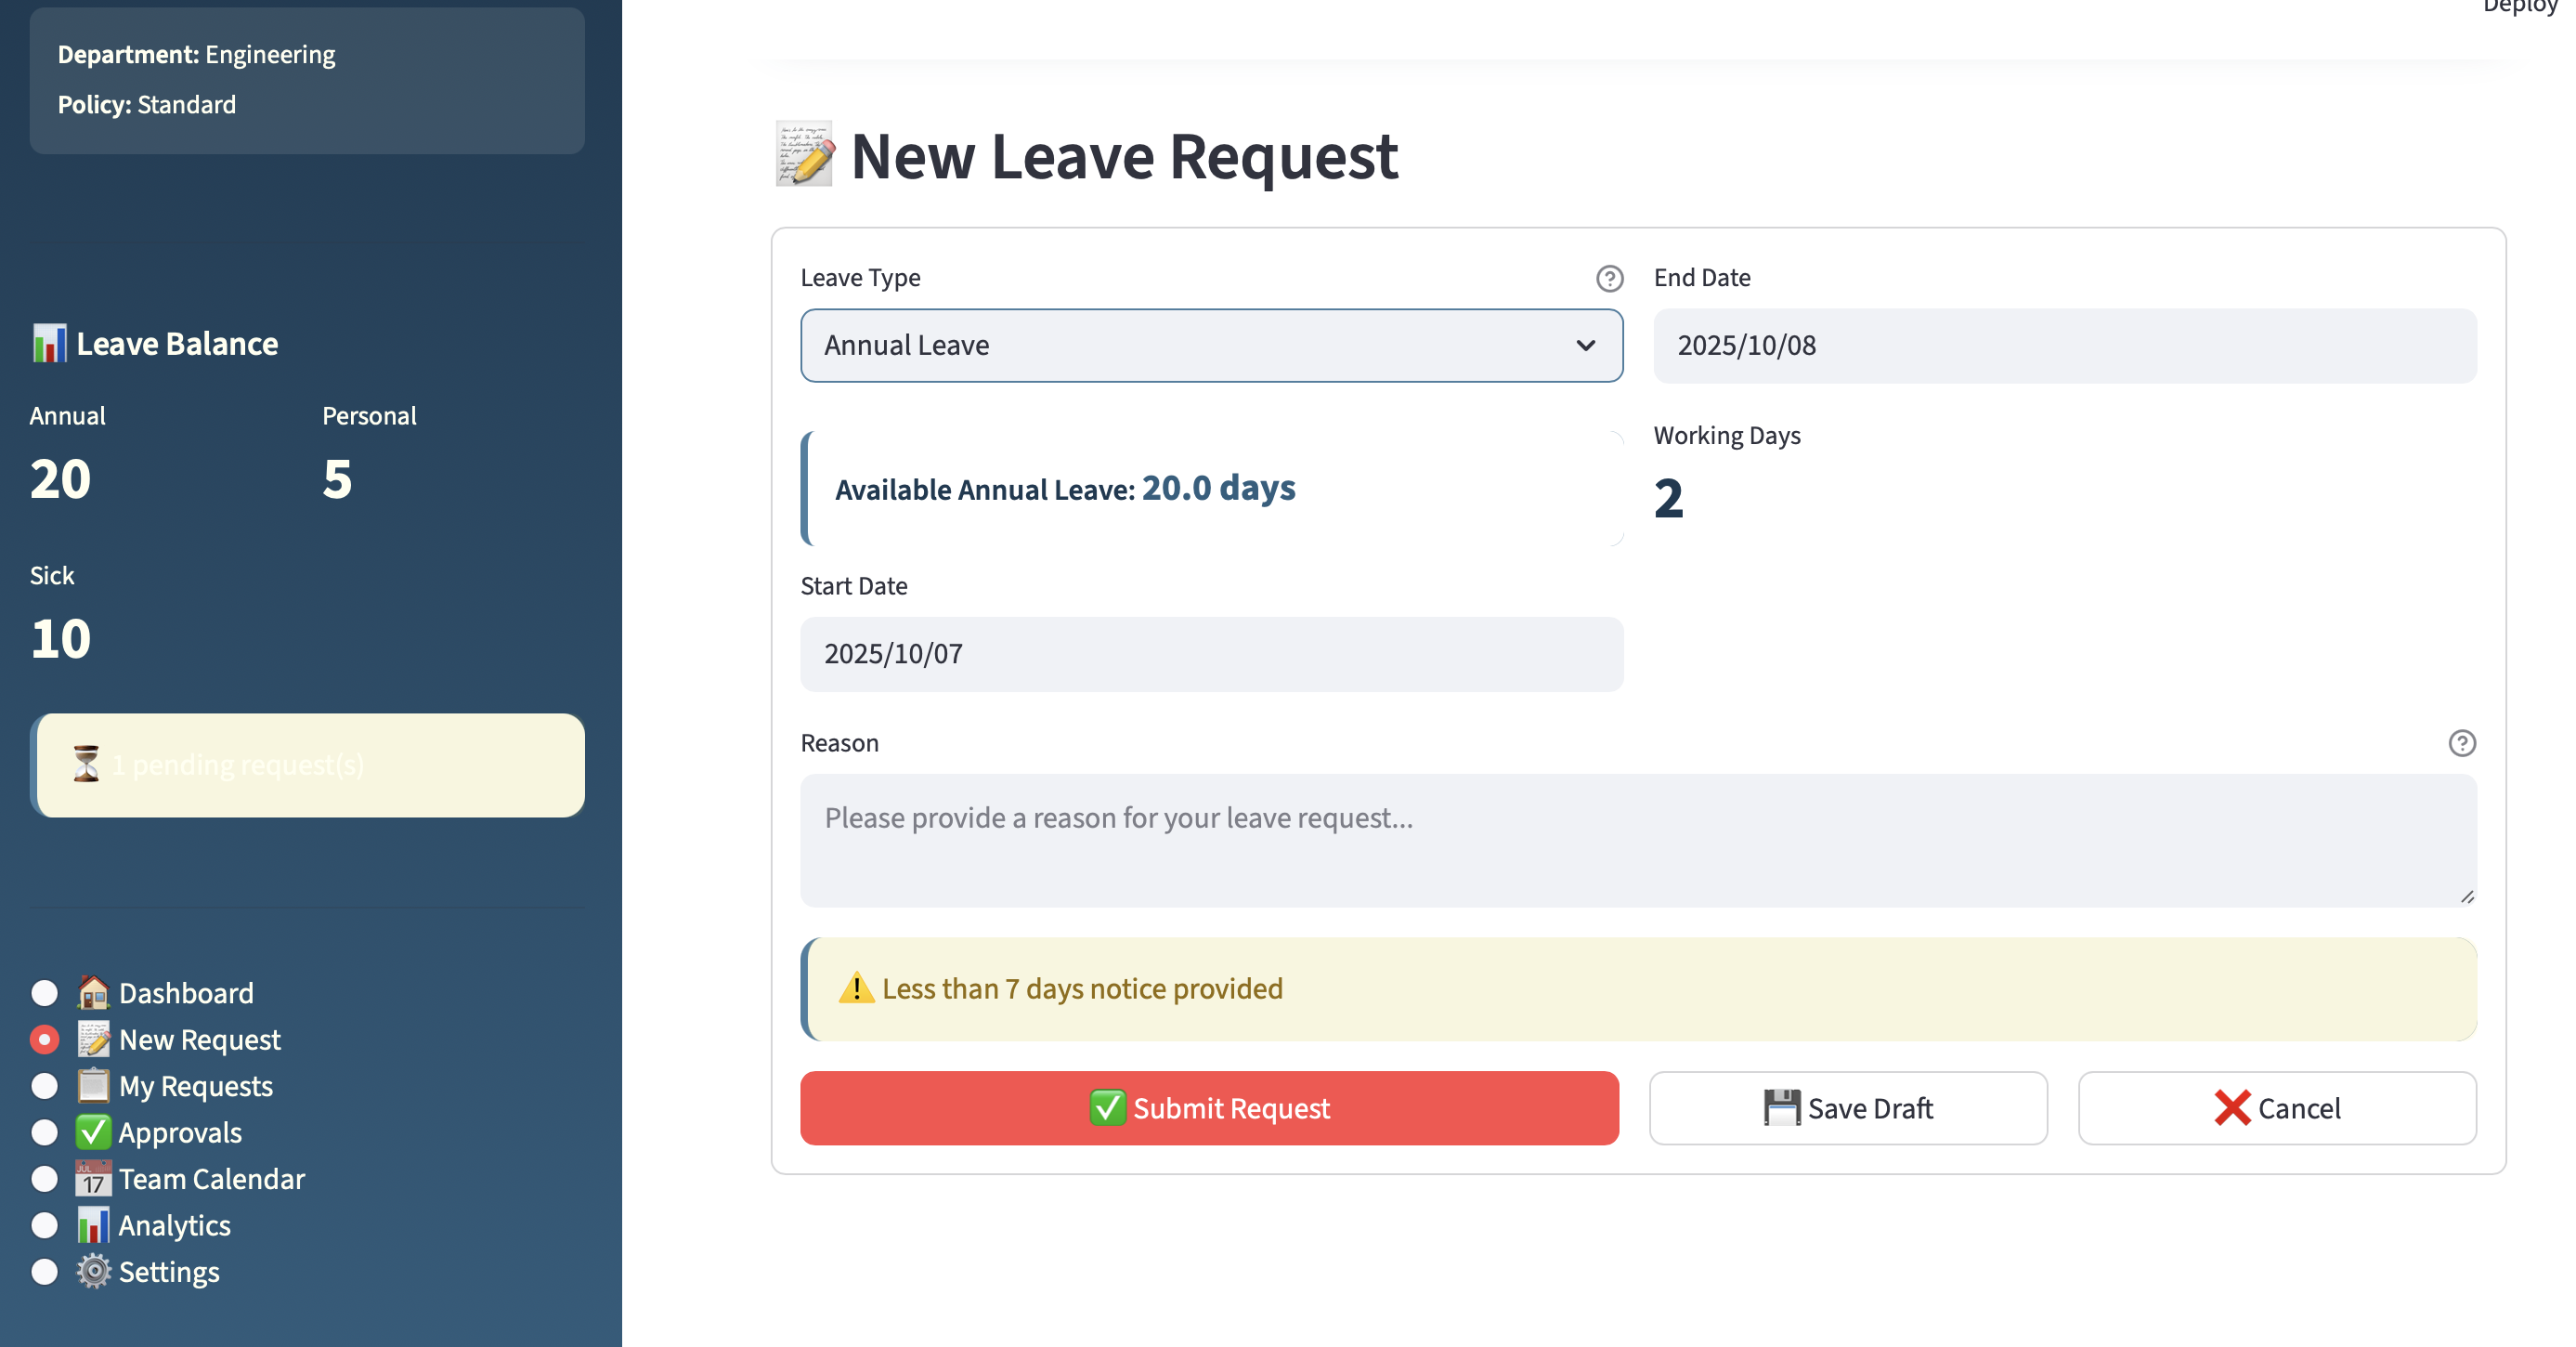 Deploy
Department: Engineering
Policy: Standard
Leave Balance
Annual
20
Personal
5
Sick
10
1 pending request(s)
Dashboard
New Request
My Requests
Approvals
JUL
17
Team Calendar
Analytics
Settings
New Leave Request
Leave Type
Annual Leave
Available Annual Leave: 20.0 days
Start Date
2025/10/07
End Date
2025/10/08
Working Days
2
Reason
Please provide a reason for your leave request...
Less than 7 days notice provided
Submit Request
Save Draft
Cancel